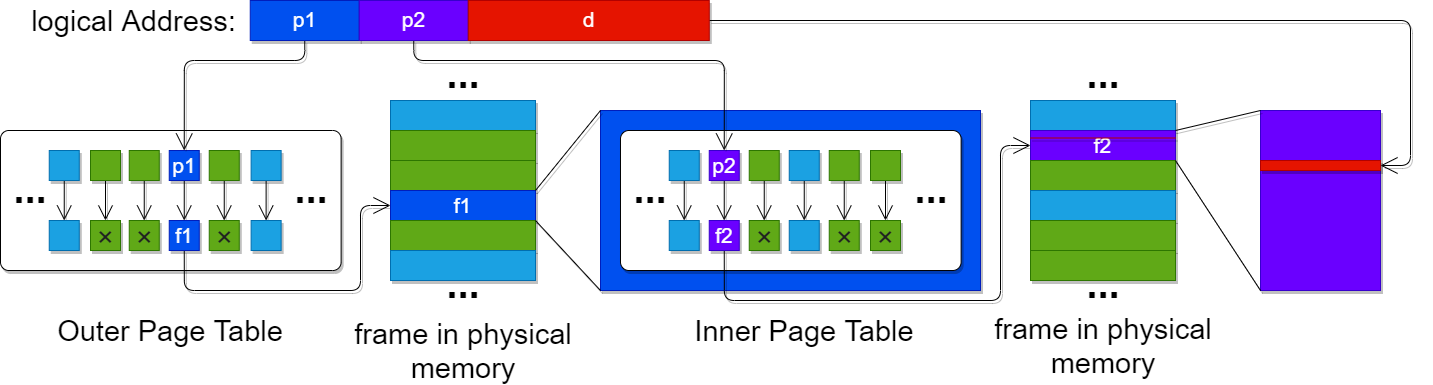 logical Address: p1 p2 d
...
...
p1
p2
f2
f1
...
...
...
...
f1
f2
× × ×
× × ×
...
...
Outer Page Table
frame in physical
memory
Inner Page Table
frame in physical
memory